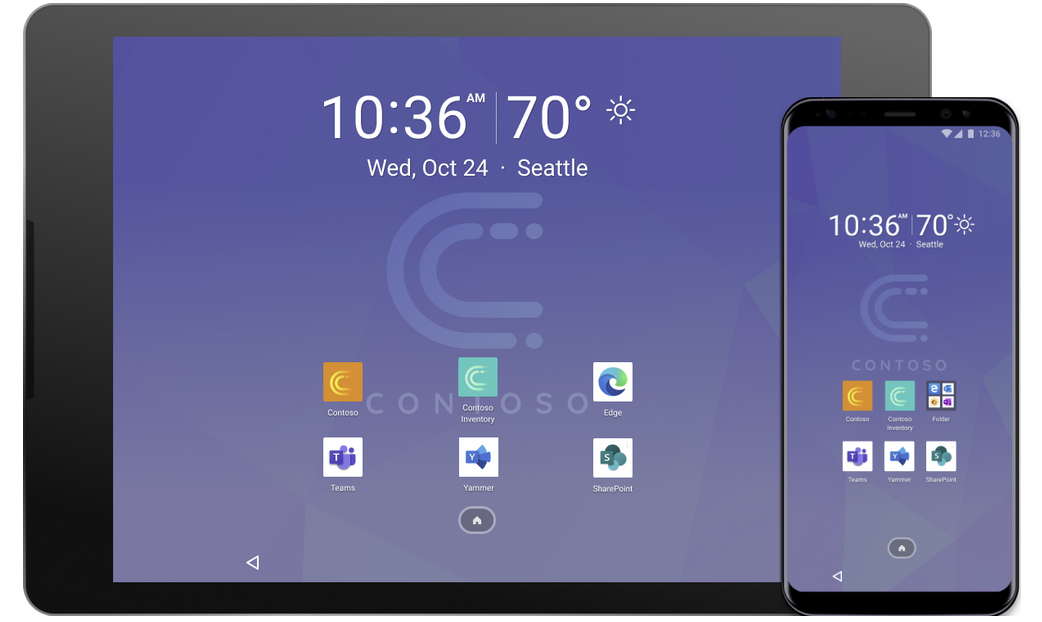 10:36 AM 70°
Wed, Oct 24 · Seattle
Contoso
Contoso
Inventory
Edge
CONTOSO
T
Y
S
Teams
Yammer
SharePoint
12:36
10:36 AM 70°
Wed, Oct 24 · Seattle
CONTOSO
Contoso
Contoso
Inventory
Folder
T
Y
S
Teams
Yammer
SharePoint